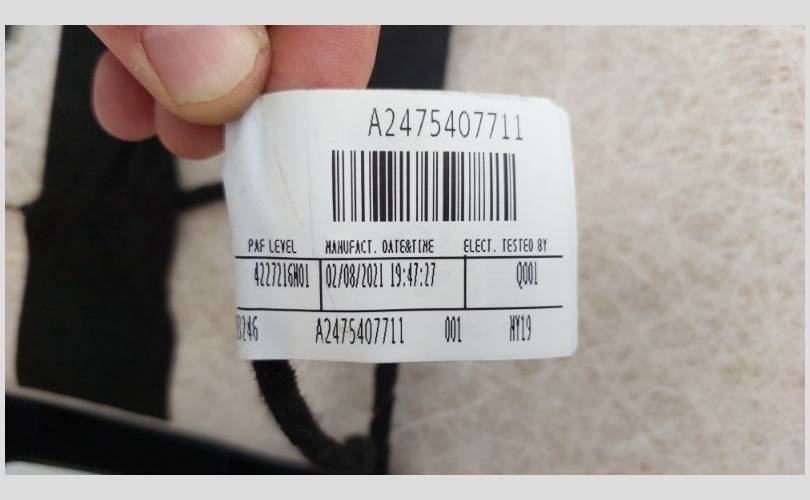 A2475407711
PAF LEVEL MANUFACT. DATE&TIME ELECT. TESTED BY
4227216H01 02/08/2021 19:47:27 Q001
A2475407711 001 MY19